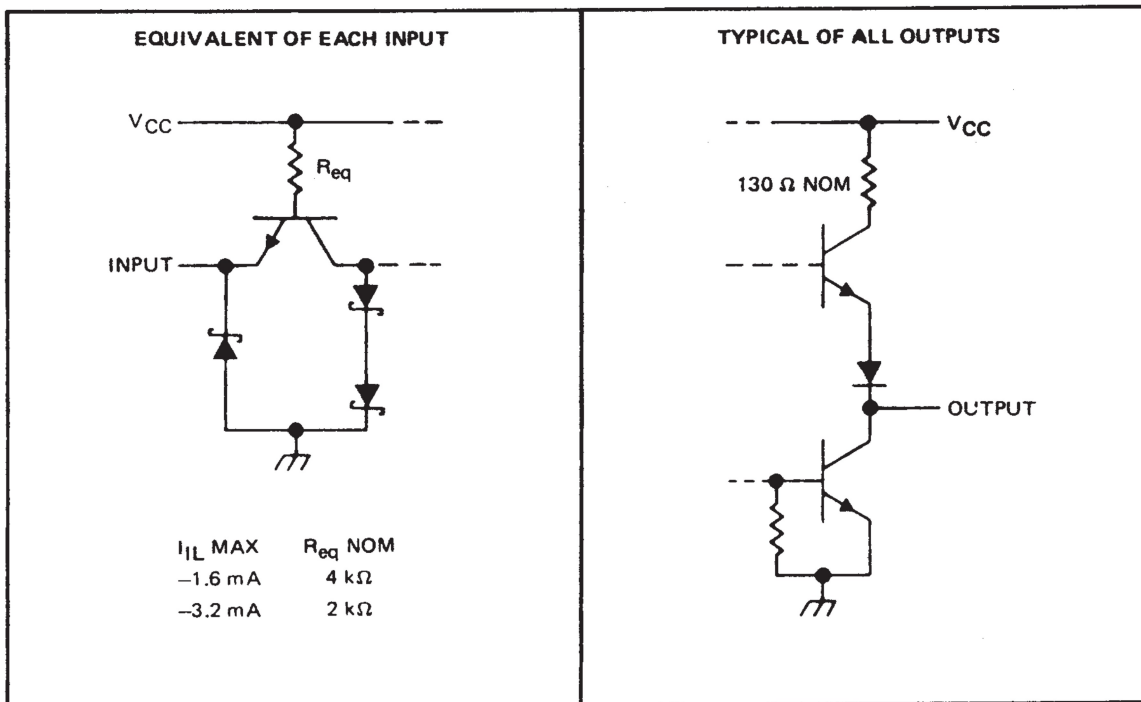 EQUIVALENT OF EACH INPUT
VCC
Req
INPUT
IIL MAX Req NOM
−1.6 mA 4 kΩ
−3.2 mA 2 kΩ
TYPICAL OF ALL OUTPUTS
VCC
130 Ω NOM
OUTPUT